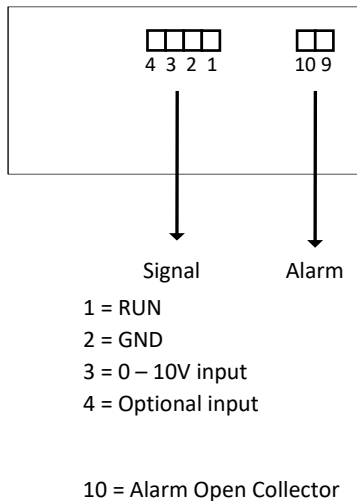 4 3 2 1 10 9
Signal Alarm
1 = RUN
2 = GND
3 = 0 – 10V input
4 = Optional input
10 = Alarm Open Collector